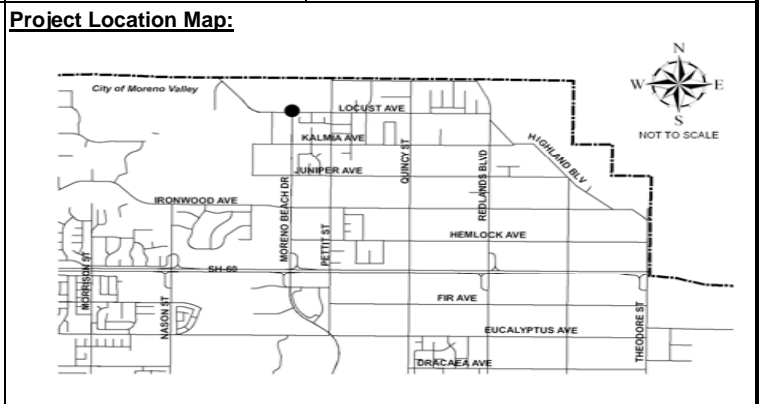 Project Location Map:
N
W
E
S
NOT TO SCALE
City of Moreno Valley
LOCUST AVE
KALMIA AVE
HIGHLAND BLV
QUINCY ST
JUNIPER AVE
REDLANDS BLVD
MORENO BEACH DR
IRONWOOD AVE
PETTIT ST
HEMLOCK AVE
SH-60
MORRISON ST
NASON ST
FIR AVE
EUCALYPTUS AVE
THEODORE ST
DRACAEA AVE